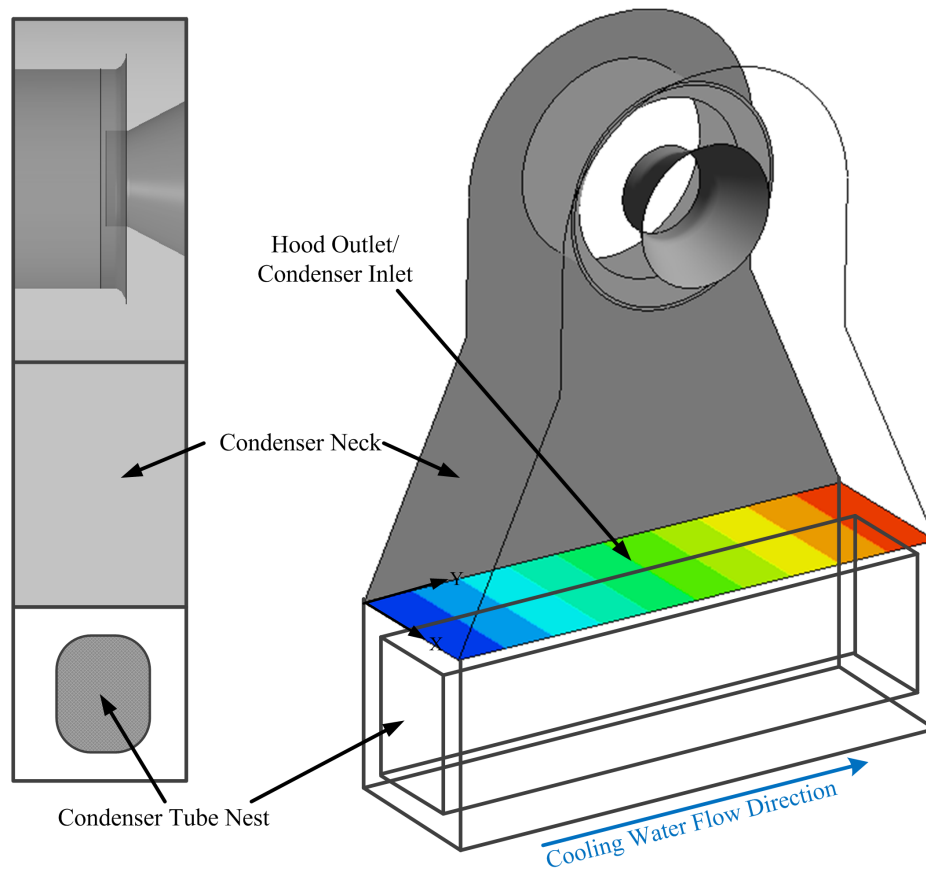 Hood Outlet/
Condenser Inlet
Condenser Neck
Y
X
Condenser Tube Nest
Cooling Water Flow Direction